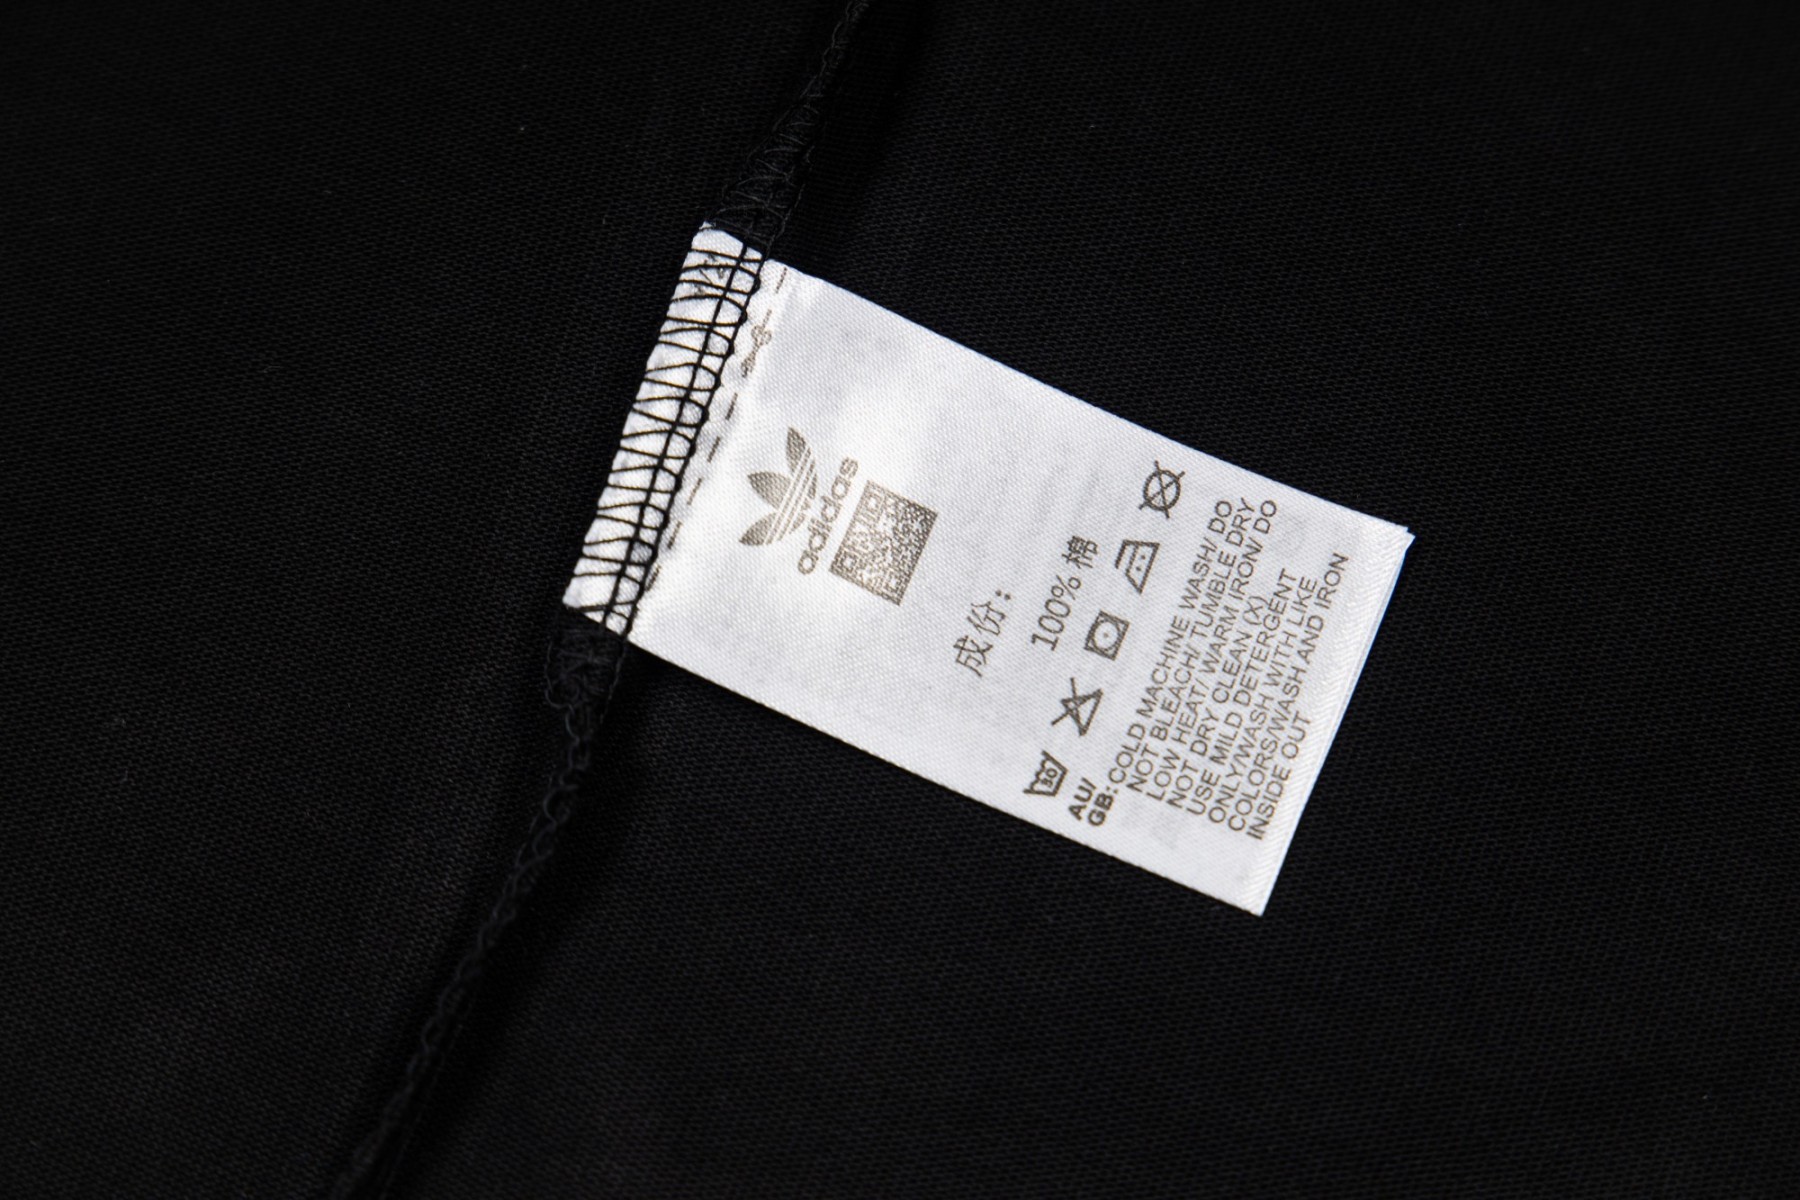 adidas
成份：
100% 棉
30
AU/
GB: COLD MACHINE WASH/ DO
NOT BLEACH/ TUMBLE DRY
LOW HEAT/ WARM IRON/ DO
NOT DRY CLEAN (X)
USE MILD DETERGENT
ONLY/WASH WITH LIKE
COLORS/WASH AND IRON
INSIDE OUT